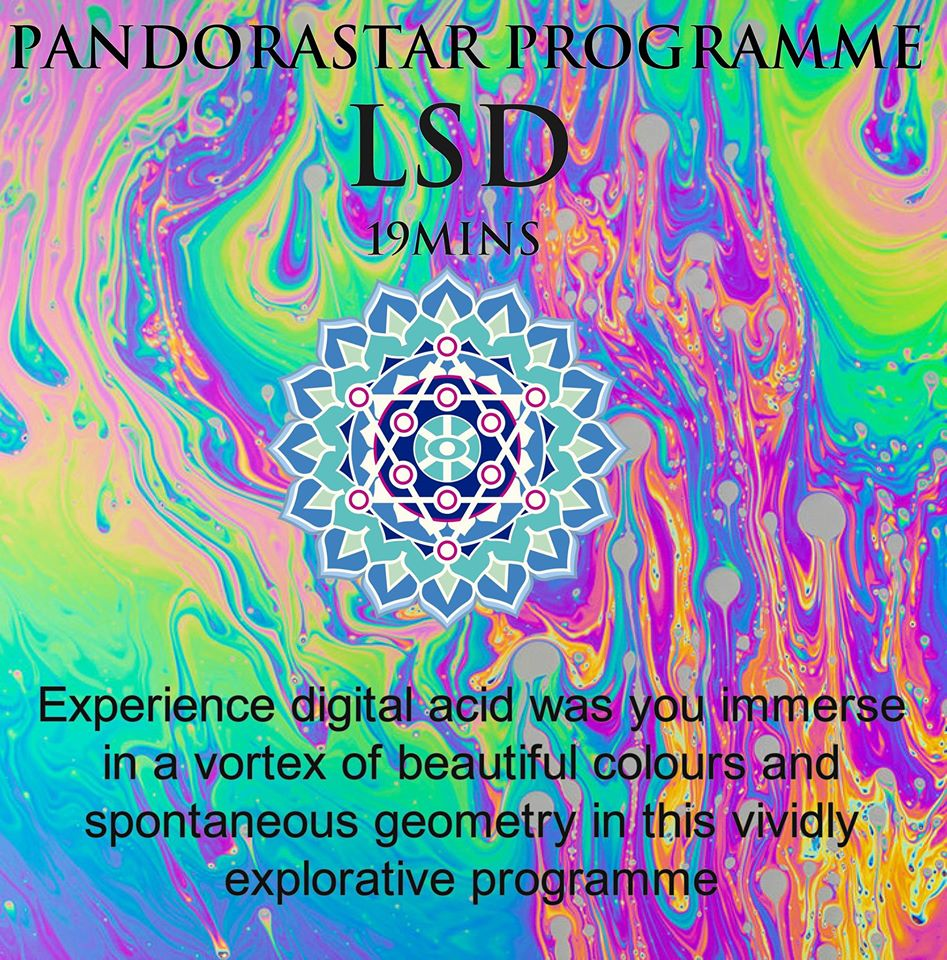 PANDORASTAR PROGRAMME
LSD
19MINS
Experience digital acid was you immerse
in a vortex of beautiful colours and
spontaneous geometry in this vividly
explorative programme